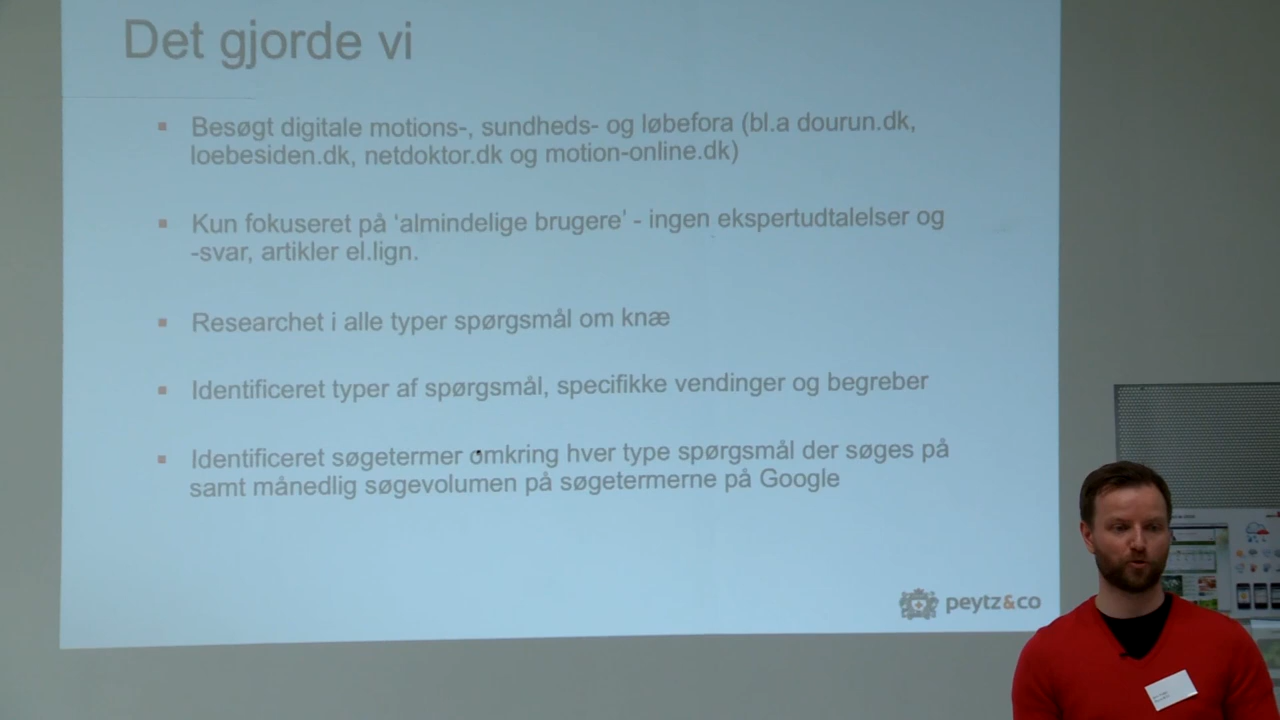 Det gjorde vi
Besøgt digitale motions-, sundheds- og løbefora (bl.a dourun.dk,
loebesiden.dk, netdoktor.dk og motion-online.dk)
Kun fokuseret på ‘almindelige brugere’ - ingen ekspertudtalelser og
-svar, artikler el.lign.
Researchet i alle typer spørgsmål om knæ
Identificeret typer af spørgsmål, specifikke vendinger og begreber
Identificeret søgetermer omkring hver type spørgsmål der søges på
samt månedlig søgevolumen på søgetermerne på Google
peytz&co